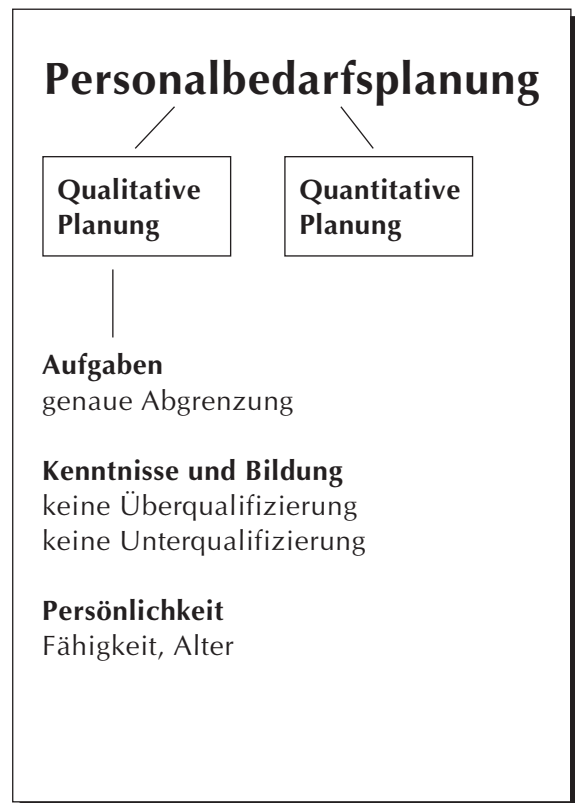 Personalbedarfsplanung
Qualitative
Planung
Quantitative
Planung
Aufgaben
genaue Abgrenzung
Kenntnisse und Bildung
keine Überqualifizierung
keine Unterqualifizierung
Persönlichkeit
Fähigkeit, Alter